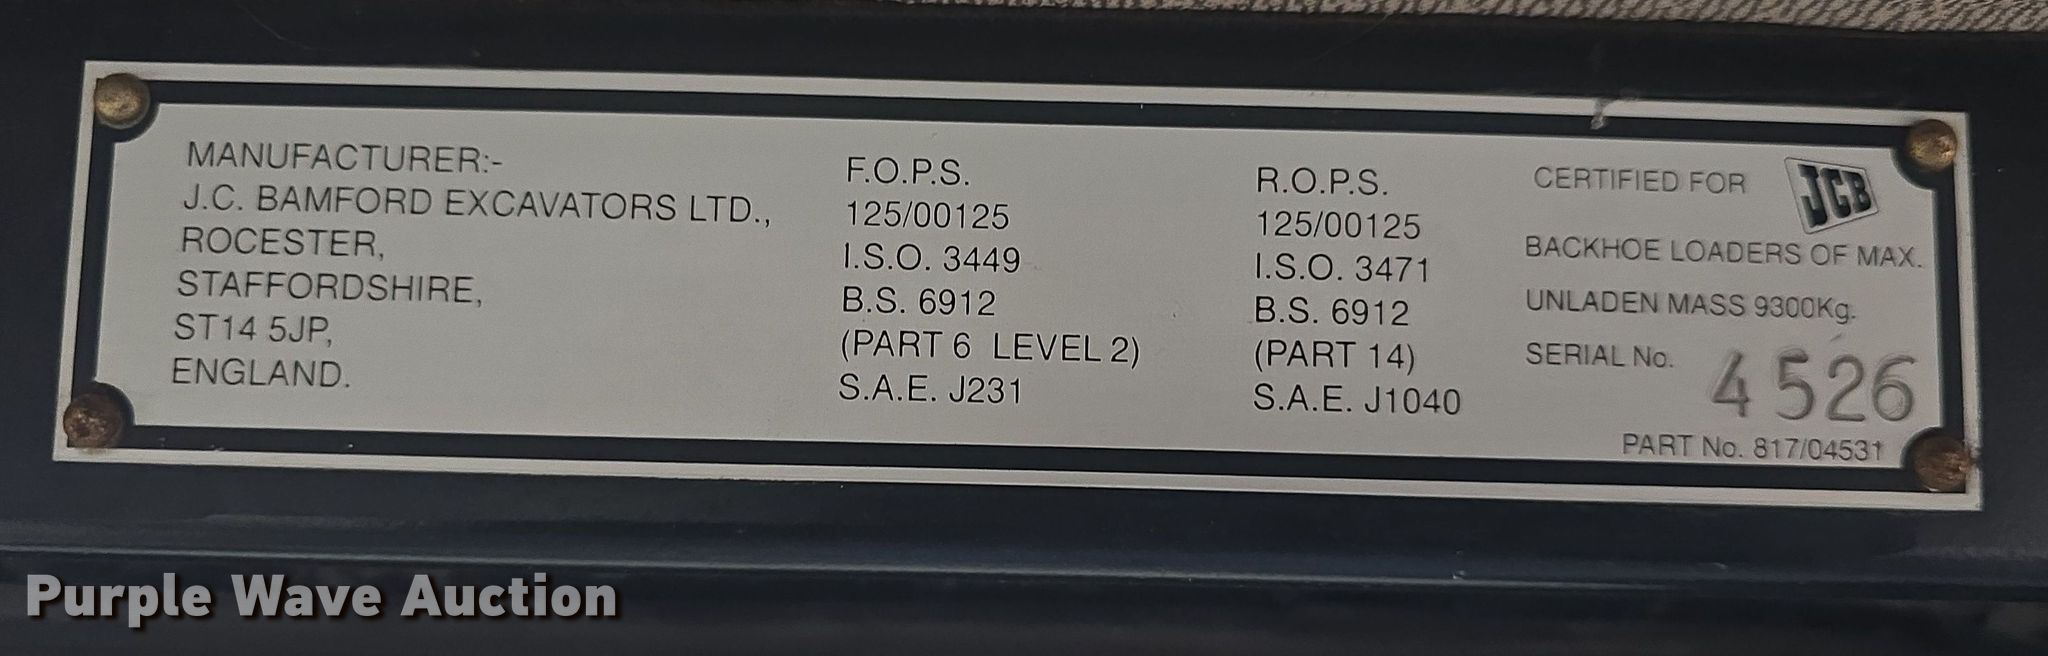 MANUFACTURER:-
J.C. BAMFORD EXCAVATORS LTD.,
ROCESTER,
STAFFORDSHIRE,
ST14 5JP,
ENGLAND.
F.O.P.S.
125/00125
I.S.O. 3449
B.S. 6912
(PART 6 LEVEL 2)
S.A.E. J231
R.O.P.S.
125/00125
I.S.O. 3471
B.S. 6912
(PART 14)
S.A.E. J1040
CERTIFIED FOR JCB
BACKHOE LOADERS OF MAX.
UNLADEN MASS 9300Kg.
SERIAL No. 4526
PART No. 817/04531
Purple Wave Auction